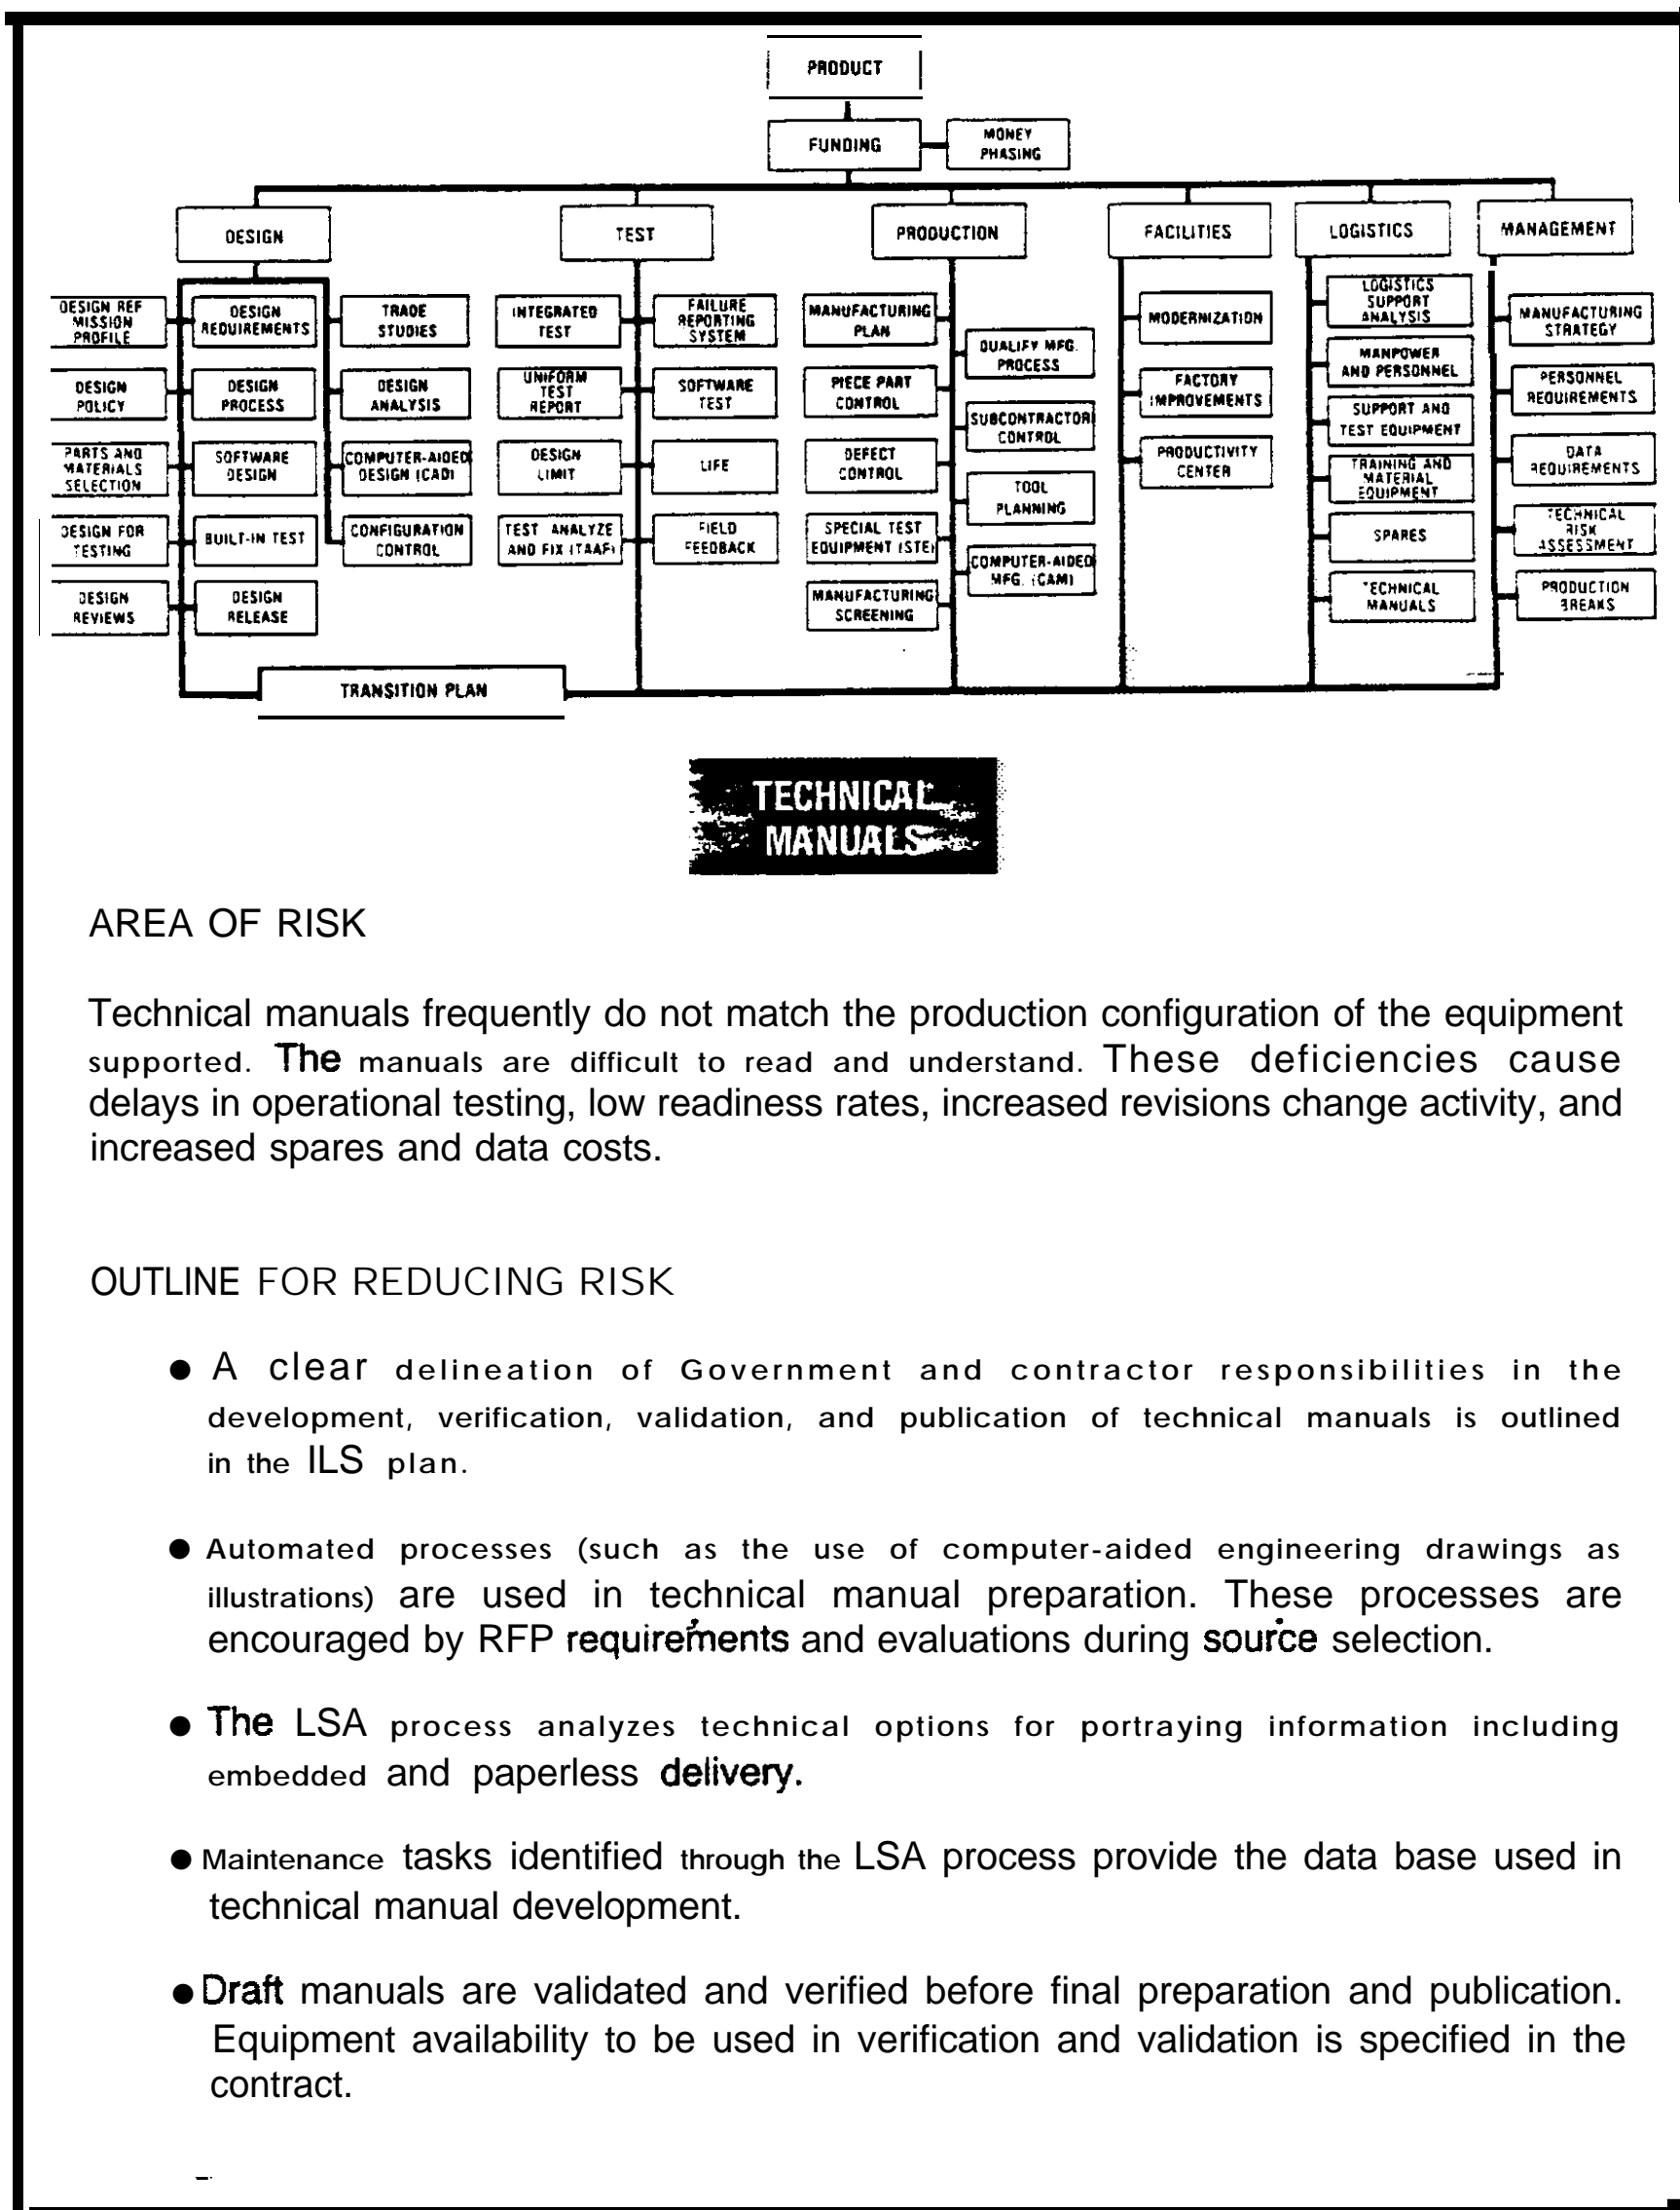 PRODUCT
FUNDING
MONEY
PHASING
DESIGN
TEST
PRODUCTION
FACILITIES
LOGISTICS
MANAGEMENT
DESIGN REF
MISSION
PROFILE
DESIGN
REQUIREMENTS
TRADE
STUDIES
DESIGN
POLICY
DESIGN
PROCESS
DESIGN
ANALYSIS
PARTS AND
MATERIALS
SELECTION
SOFTWARE
DESIGN
COMPUTER-AIDED
DESIGN (CAD)
DESIGN FOR
TESTING
BUILT-IN TEST
CONFIGURATION
CONTROL
DESIGN
REVIEWS
DESIGN
RELEASE
INTEGRATED
TEST
FAILURE
REPORTING
SYSTEM
UNIFORM
TEST
REPORT
SOFTWARE
TEST
DESIGN
LIMIT
LIFE
TEST ANALYZE
AND FIX (TAAF)
FIELD
FEEDBACK
MANUFACTURING
PLAN
QUALIFY MFG.
PROCESS
PIECE PART
CONTROL
SUBCONTRACTOR
CONTROL
DEFECT
CONTROL
TOOL
PLANNING
SPECIAL TEST
EQUIPMENT (STE)
COMPUTER-AIDED
MFG. (CAM)
MANUFACTURING
SCREENING
MODERNIZATION
FACTORY
IMPROVEMENTS
PRODUCTIVITY
CENTER
LOGISTICS
SUPPORT
ANALYSIS
MANPOWER
AND PERSONNEL
SUPPORT AND
TEST EQUIPMENT
TRAINING AND
MATERIAL
EQUIPMENT
SPARES
TECHNICAL
MANUALS
MANUFACTURING
STRATEGY
PERSONNEL
REQUIREMENTS
DATA
REQUIREMENTS
TECHNICAL
RISK
ASSESSMENT
PRODUCTION
BREAKS
TRANSITION PLAN
TECHNICAL
MANUALS
AREA OF RISK
Technical manuals frequently do not match the production configuration of the equipment
supported. The manuals are difficult to read and understand. These deficiencies cause
delays in operational testing, low readiness rates, increased revisions change activity, and
increased spares and data costs.
OUTLINE FOR REDUCING RISK
● A clear delineation of Government and contractor responsibilities in the
development, verification, validation, and publication of technical manuals is outlined
in the ILS plan.
● Automated processes (such as the use of computer-aided engineering drawings as
illustrations) are used in technical manual preparation. These processes are
encouraged by RFP requirements and evaluations during source selection.
● The LSA process analyzes technical options for portraying information including
embedded and paperless delivery.
● Maintenance tasks identified through the LSA process provide the data base used in
technical manual development.
● Draft manuals are validated and verified before final preparation and publication.
Equipment availability to be used in verification and validation is specified in the
contract.